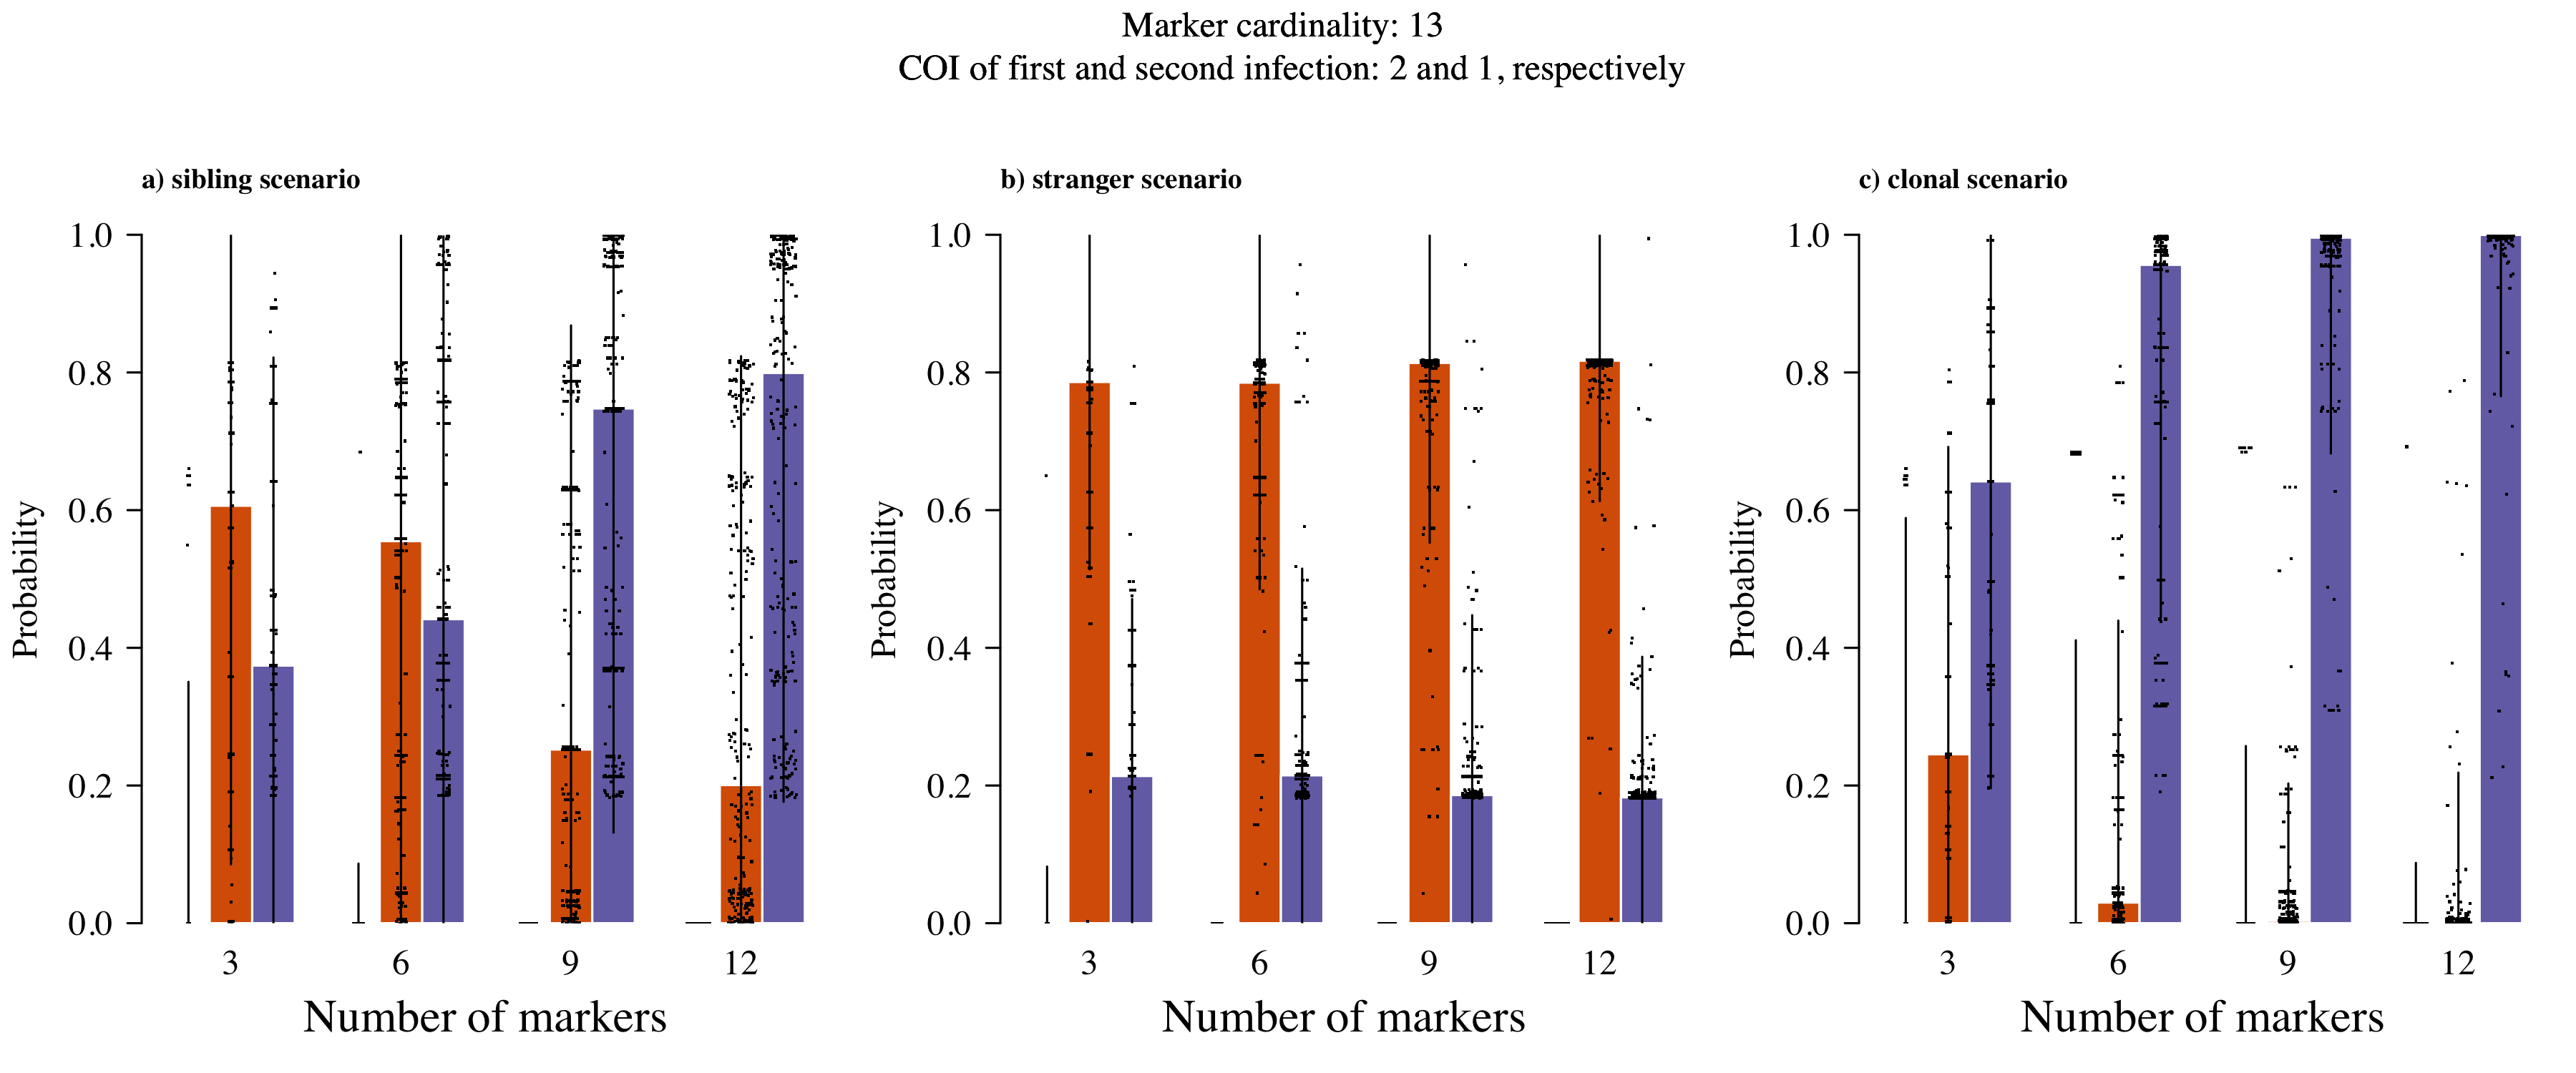 Marker cardinality: 13
COI of first and second infection: 2 and 1, respectively
a) sibling scenario
1.0
0.8
0.6
0.4
0.2
0.0
Probability
3 6 9 12
Number of markers
b) stranger scenario
1.0
0.8
0.6
0.4
0.2
0.0
Probability
3 6 9 12
Number of markers
c) clonal scenario
1.0
0.8
0.6
0.4
0.2
0.0
Probability
3 6 9 12
Number of markers